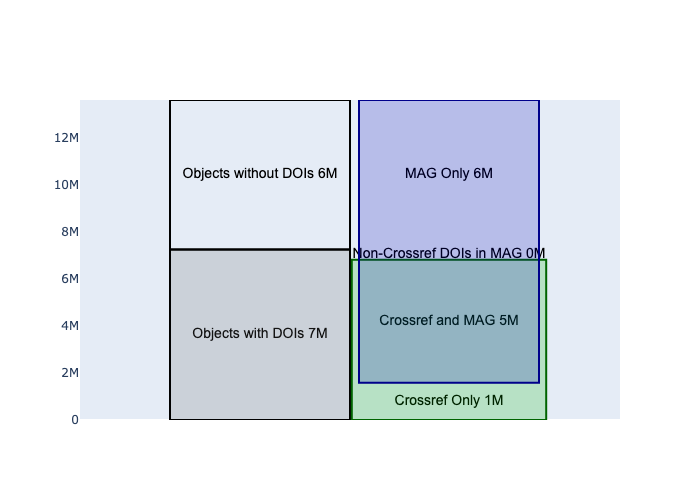 12M
10M
8M
6M
4M
2M
0
Objects without DOIs 6M
Objects with DOIs 7M
MAG Only 6M
Non-Crossref DOIs in MAG 0M
Crossref and MAG 5M
Crossref Only 1M